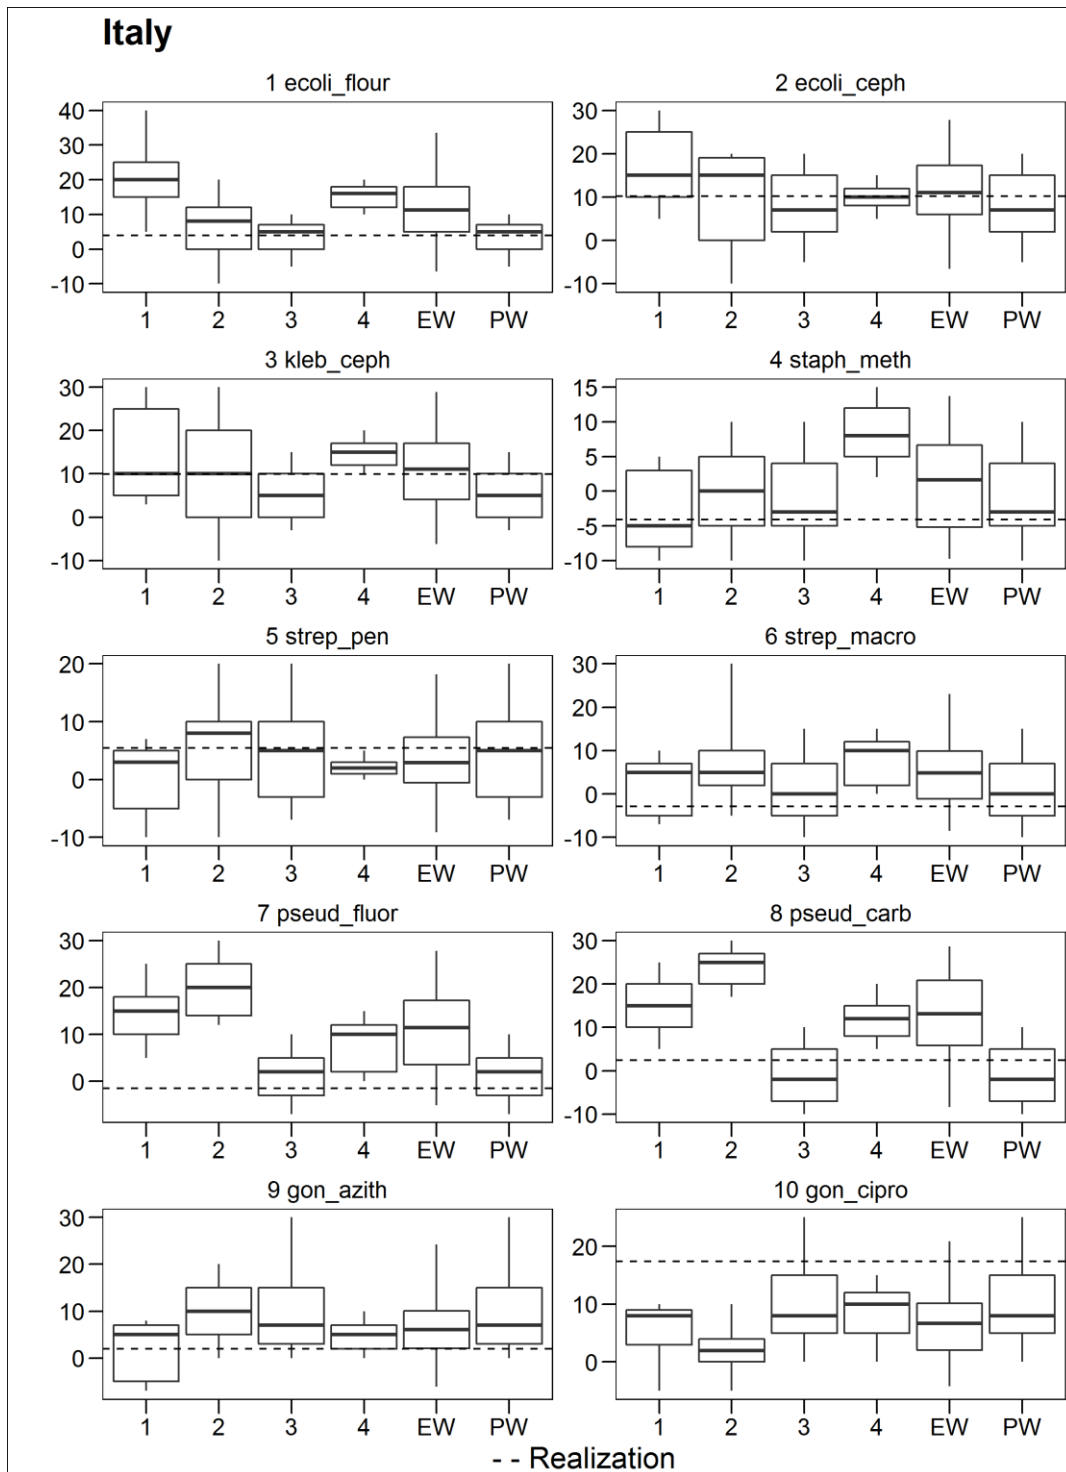 Italy
1 ecoli_flour
40
30
20
10
0
-10
1 2 3 4 EW PW
2 ecoli_ceph
30
20
10
0
-10
1 2 3 4 EW PW
3 kleb_ceph
30
20
10
0
-10
1 2 3 4 EW PW
4 staph_meth
15
10
5
0
-5
-10
1 2 3 4 EW PW
5 strep_pen
20
10
0
-10
1 2 3 4 EW PW
6 strep_macro
30
20
10
0
-10
1 2 3 4 EW PW
7 pseud_fluor
30
20
10
0
1 2 3 4 EW PW
8 pseud_carb
30
20
10
0
-10
1 2 3 4 EW PW
9 gon_azith
30
20
10
0
1 2 3 4 EW PW
10 gon_cipro
20
10
0
1 2 3 4 EW PW
- - Realization